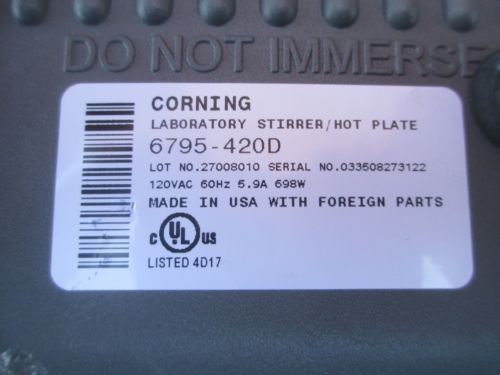 DO NOT IMMERSE
CORNING
LABORATORY STIRRER/HOT PLATE
6795-420D
LOT NO.27008010 SERIAL NO.033508273122
120VAC 60Hz 5.9A 698W
MADE IN USA WITH FOREIGN PARTS
c UL US
LISTED 4D17